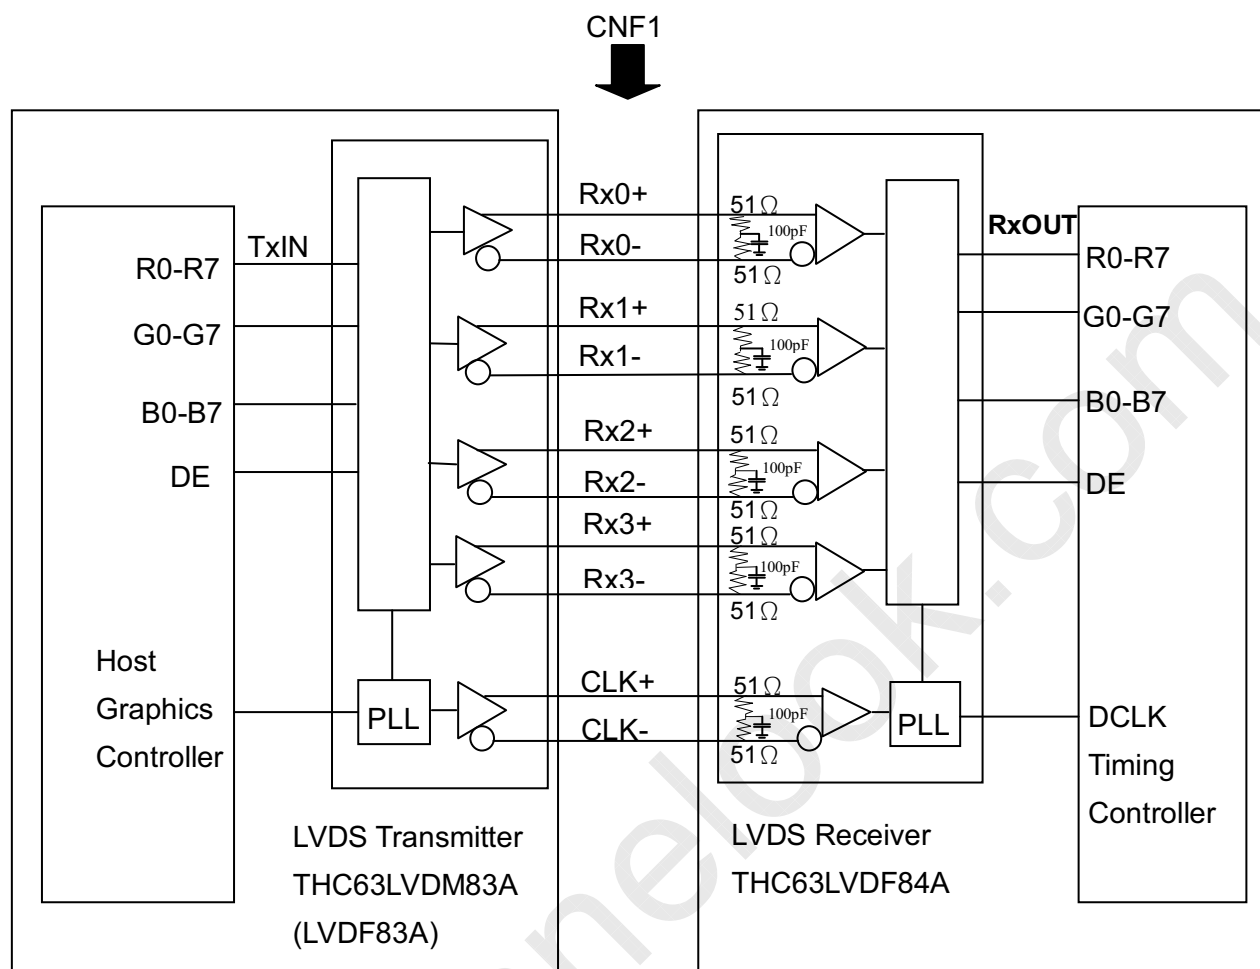 CNF1
Host
Graphics
Controller
R0-R7
G0-G7
B0-B7
DE
TxIN
PLL
LVDS Transmitter
THC63LVDM83A
(LVDF83A)
Rx0+
Rx0-
Rx1+
Rx1-
Rx2+
Rx2-
Rx3+
Rx3-
CLK+
CLK-
51Ω
100pF
51Ω
51Ω
100pF
51Ω
51Ω
100pF
51Ω
51Ω
100pF
51Ω
51Ω
100pF
51Ω
PLL
LVDS Receiver
THC63LVDF84A
RxOUT
R0-R7
G0-G7
B0-B7
DE
DCLK
Timing
Controller
nelook.com